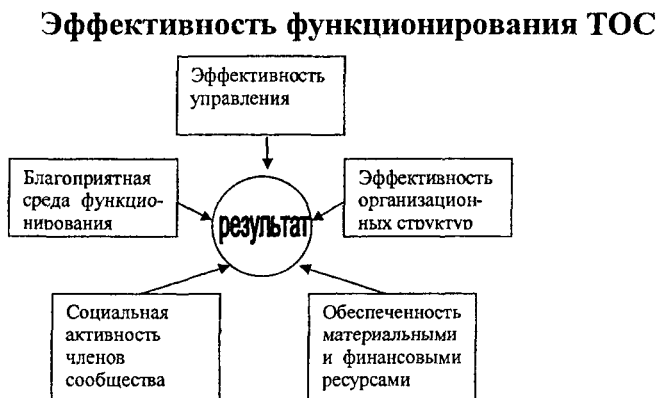 Эффективность функционирования ТОС
Эффективность
управления
Благоприятная
среда функцио-
нирования
результат
Эффективность
организацион-
ных структур
Социальная
активность
членов
сообщества
Обеспеченность
материальными
и финансовыми
ресурсами